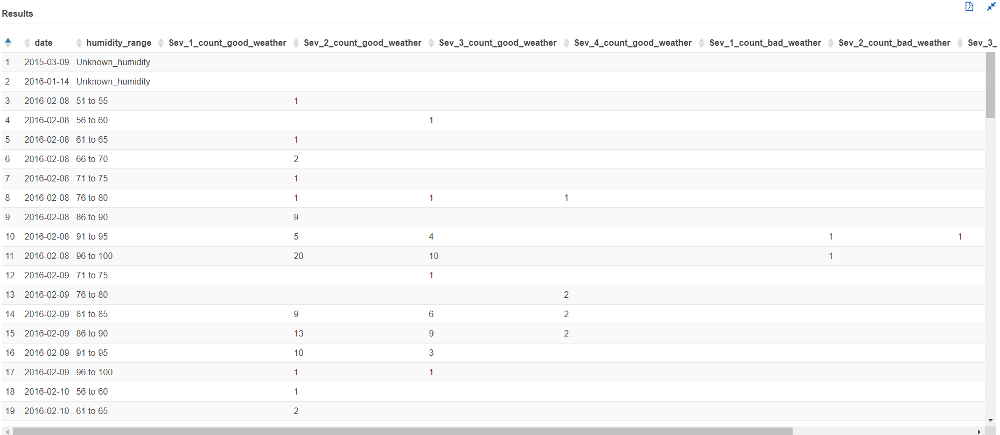 Results
date humidity_range Sev_1_count_good_weather Sev_2_count_good_weather Sev_3_count_good_weather Sev_4_count_good_weather Sev_1_count_bad_weather Sev_2_count_bad_weather Sev_3_
1 2015-03-09 Unknown_humidity
2 2016-01-14 Unknown_humidity
3 2016-02-08 51 to 55 1
4 2016-02-08 56 to 60 1
5 2016-02-08 61 to 65 1
6 2016-02-08 66 to 70 2
7 2016-02-08 71 to 75 1
8 2016-02-08 76 to 80 1 1 1
9 2016-02-08 86 to 90 9
10 2016-02-08 91 to 95 5 4 1 1
11 2016-02-08 96 to 100 20 10 1
12 2016-02-09 71 to 75 1
13 2016-02-09 76 to 80 2
14 2016-02-09 81 to 85 9 6 2
15 2016-02-09 86 to 90 13 9 2
16 2016-02-09 91 to 95 10 3
17 2016-02-09 96 to 100 1 1
18 2016-02-10 56 to 60 1
19 2016-02-10 61 to 65 2